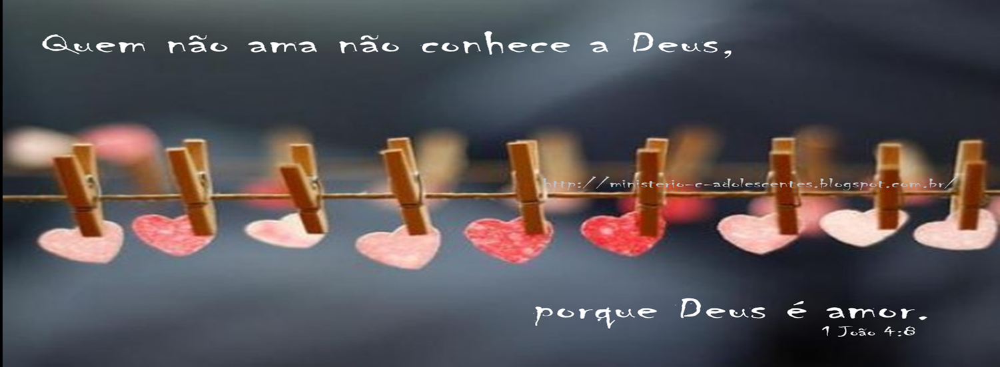 Quem não ama não conhece a Deus,
http://ministerio-c-adolescentes.blogspot.com.br/
porque Deus é amor.
1 João 4:8